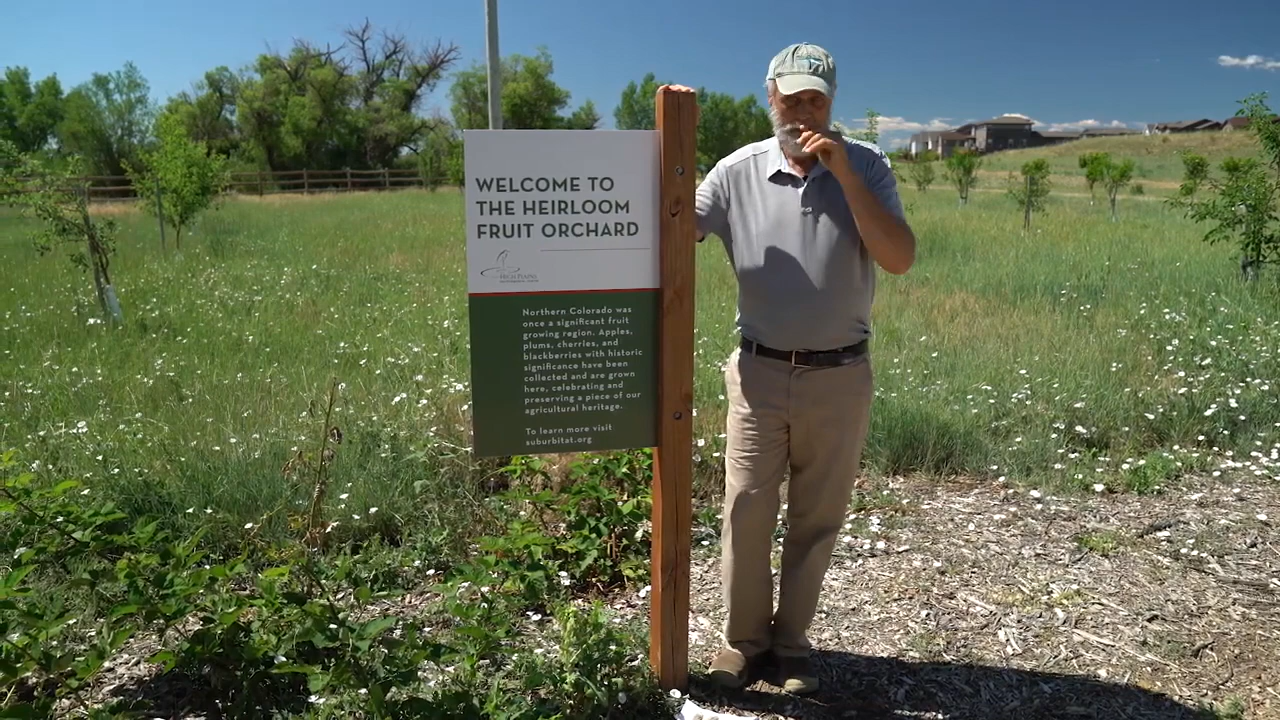 WELCOME TO
THE HEIRLOOM
FRUIT ORCHARD
HIGH PLAINS
Northern Colorado was
once a significant fruit
growing region. Apples,
plums, cherries, and
blackberries with historic
significance have been
collected and are grown
here, celebrating and
preserving a piece of our
agricultural heritage.
To learn more visit
suburbitat.org